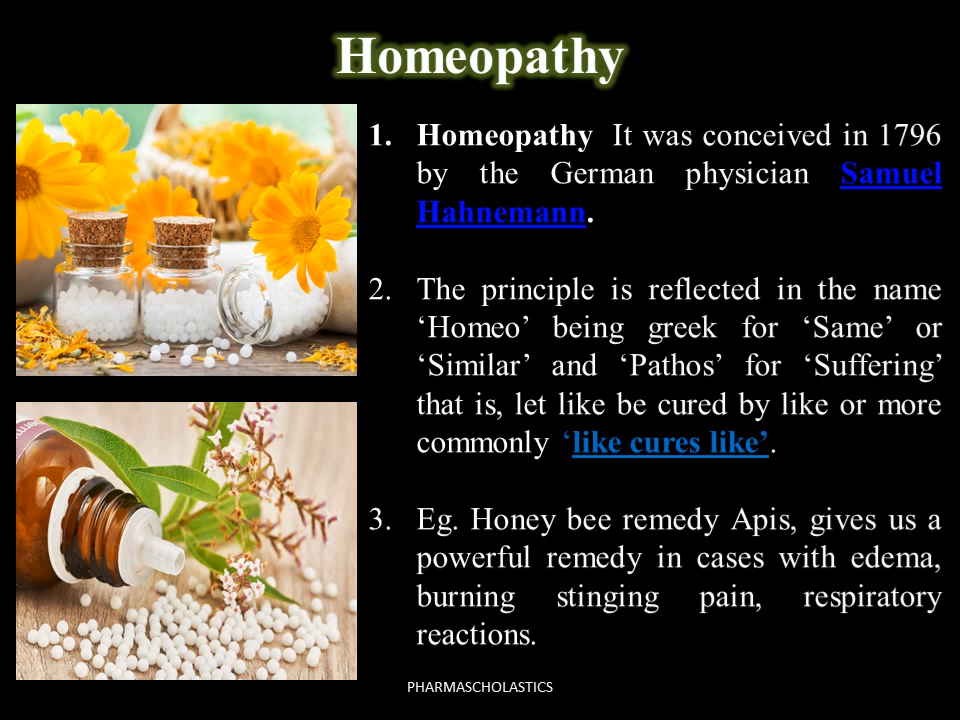 Homeopathy
1. Homeopathy It was conceived in 1796
by the German physician Samuel
Hahnemann.
2. The principle is reflected in the name
‘Homeo’ being greek for ‘Same’ or
‘Similar’ and ‘Pathos’ for ‘Suffering’
that is, let like be cured by like or more
commonly ‘like cures like’.
3. Eg. Honey bee remedy Apis, gives us a
powerful remedy in cases with edema,
burning stinging pain, respiratory
reactions.
PHARMASCHOLASTICS